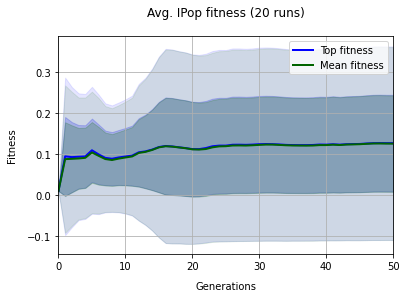 Avg. IPop fitness (20 runs)
Top fitness
Mean fitness
Fitness
0.3
0.2
0.1
0.0
−0.1
0 10 20 30 40 50
Generations